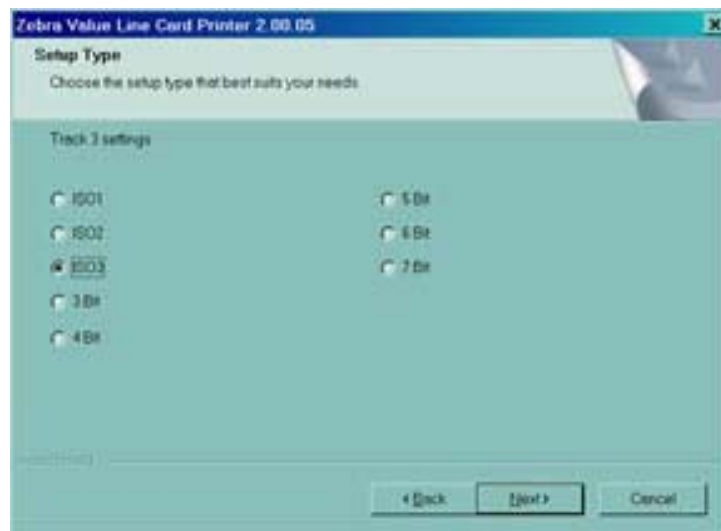 Zebra Value Line Card Printer 2.00.05
Setup Type
Choose the setup type that best suits your needs
Track 3 settings
ISO1
ISO2
ISO3
3 Bit
4 Bit
5 Bit
6 Bit
7 Bit
< Back
Next >
Cancel